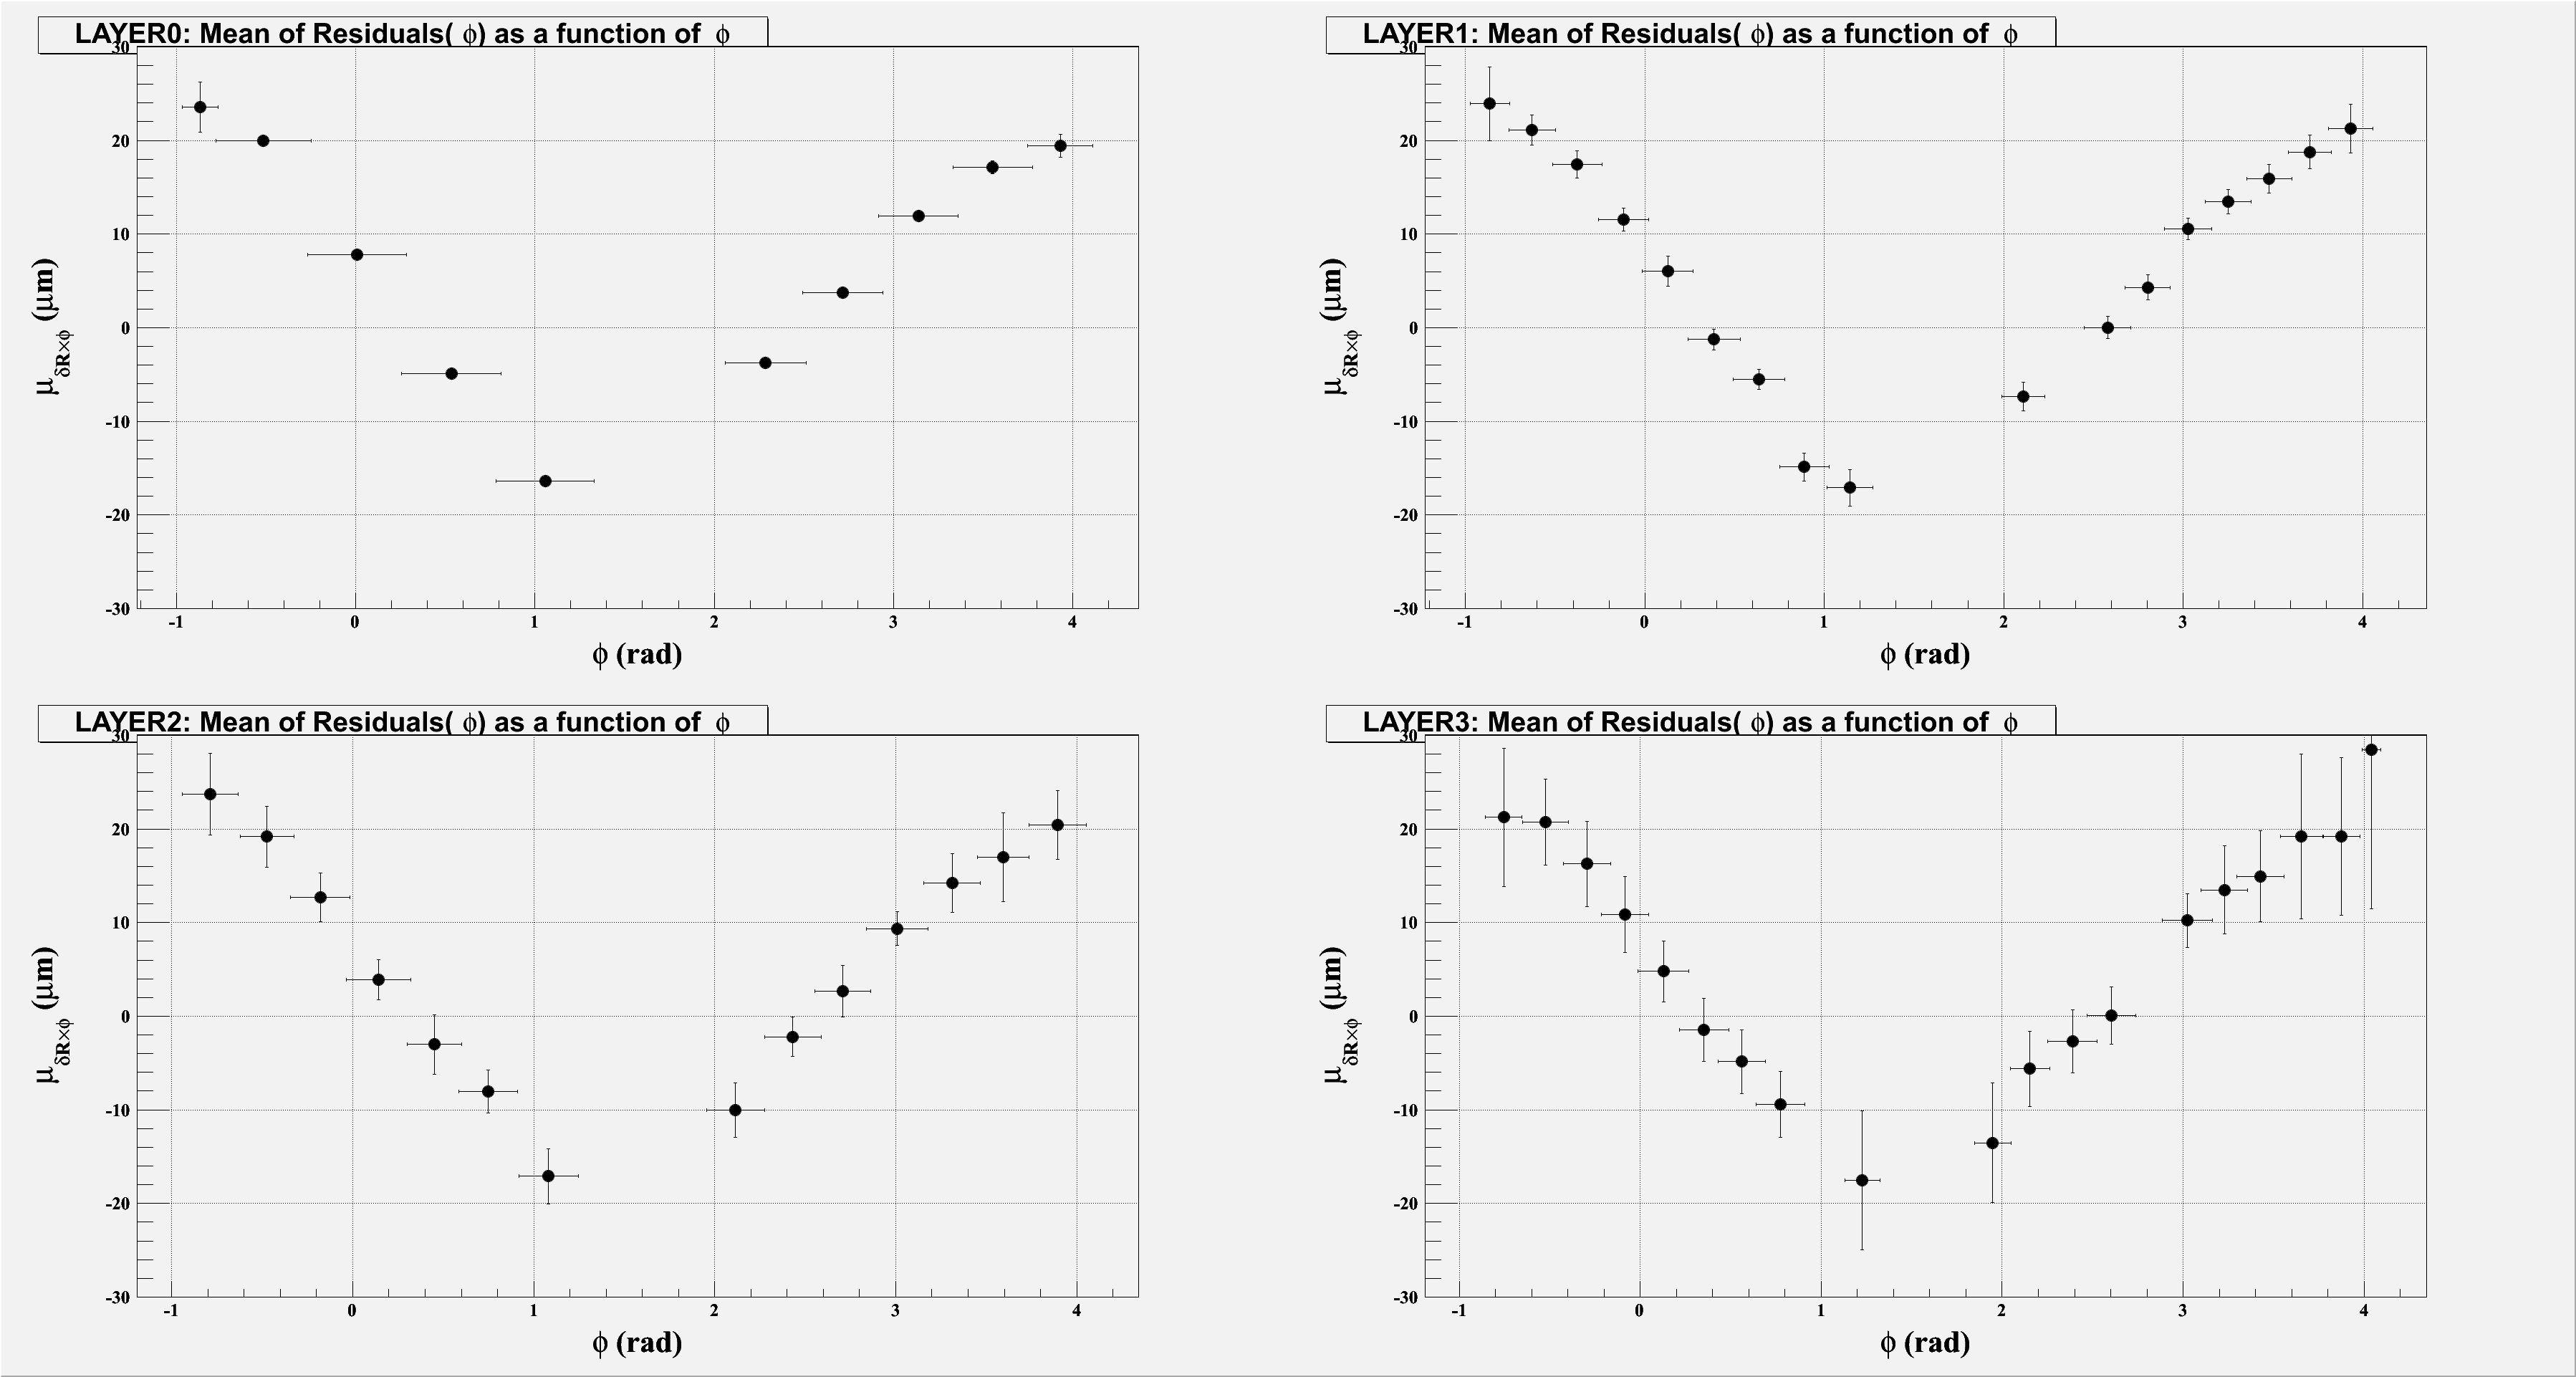 LAYER0: Mean of Residuals( ϕ) as a function of ϕ
30
20
10
0
-10
-20
-30
μδR×ϕ (μm)
-1 0 1 2 3 4
ϕ (rad)
LAYER1: Mean of Residuals( ϕ) as a function of ϕ
30
20
10
0
-10
-20
-30
μδR×ϕ (μm)
-1 0 1 2 3 4
ϕ (rad)
LAYER2: Mean of Residuals( ϕ) as a function of ϕ
30
20
10
0
-10
-20
-30
μδR×ϕ (μm)
-1 0 1 2 3 4
ϕ (rad)
LAYER3: Mean of Residuals( ϕ) as a function of ϕ
30
20
10
0
-10
-20
-30
μδR×ϕ (μm)
-1 0 1 2 3 4
ϕ (rad)